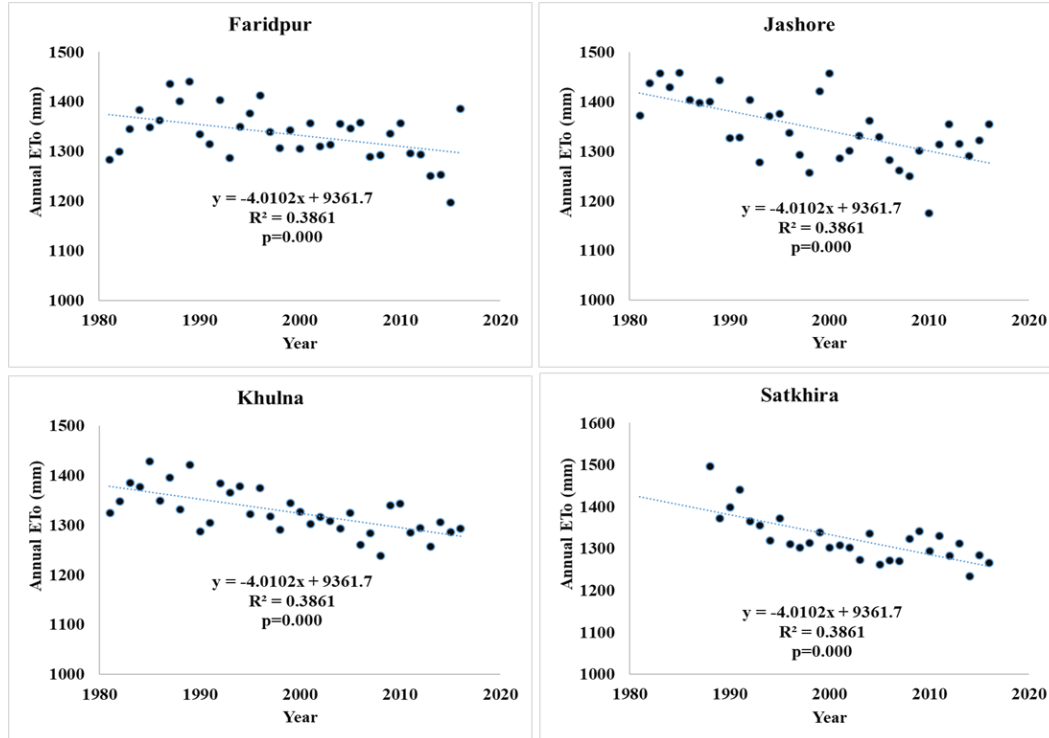 Faridpur
1500
1400
1300
1200
1100
1000
Annual ETo (mm)
y = -4.0102x + 9361.7
R² = 0.3861
p=0.000
1980 1990 2000 2010 2020
Year
Jashore
1500
1400
1300
1200
1100
1000
Annual ETo (mm)
y = -4.0102x + 9361.7
R² = 0.3861
p=0.000
1980 1990 2000 2010 2020
Year
Khulna
1500
1400
1300
1200
1100
1000
Annual ETo (mm)
y = -4.0102x + 9361.7
R² = 0.3861
p=0.000
1980 1990 2000 2010 2020
Year
Satkhira
1600
1500
1400
1300
1200
1100
1000
Annual ETo (mm)
y = -4.0102x + 9361.7
R² = 0.3861
p=0.000
1980 1990 2000 2010 2020
Year